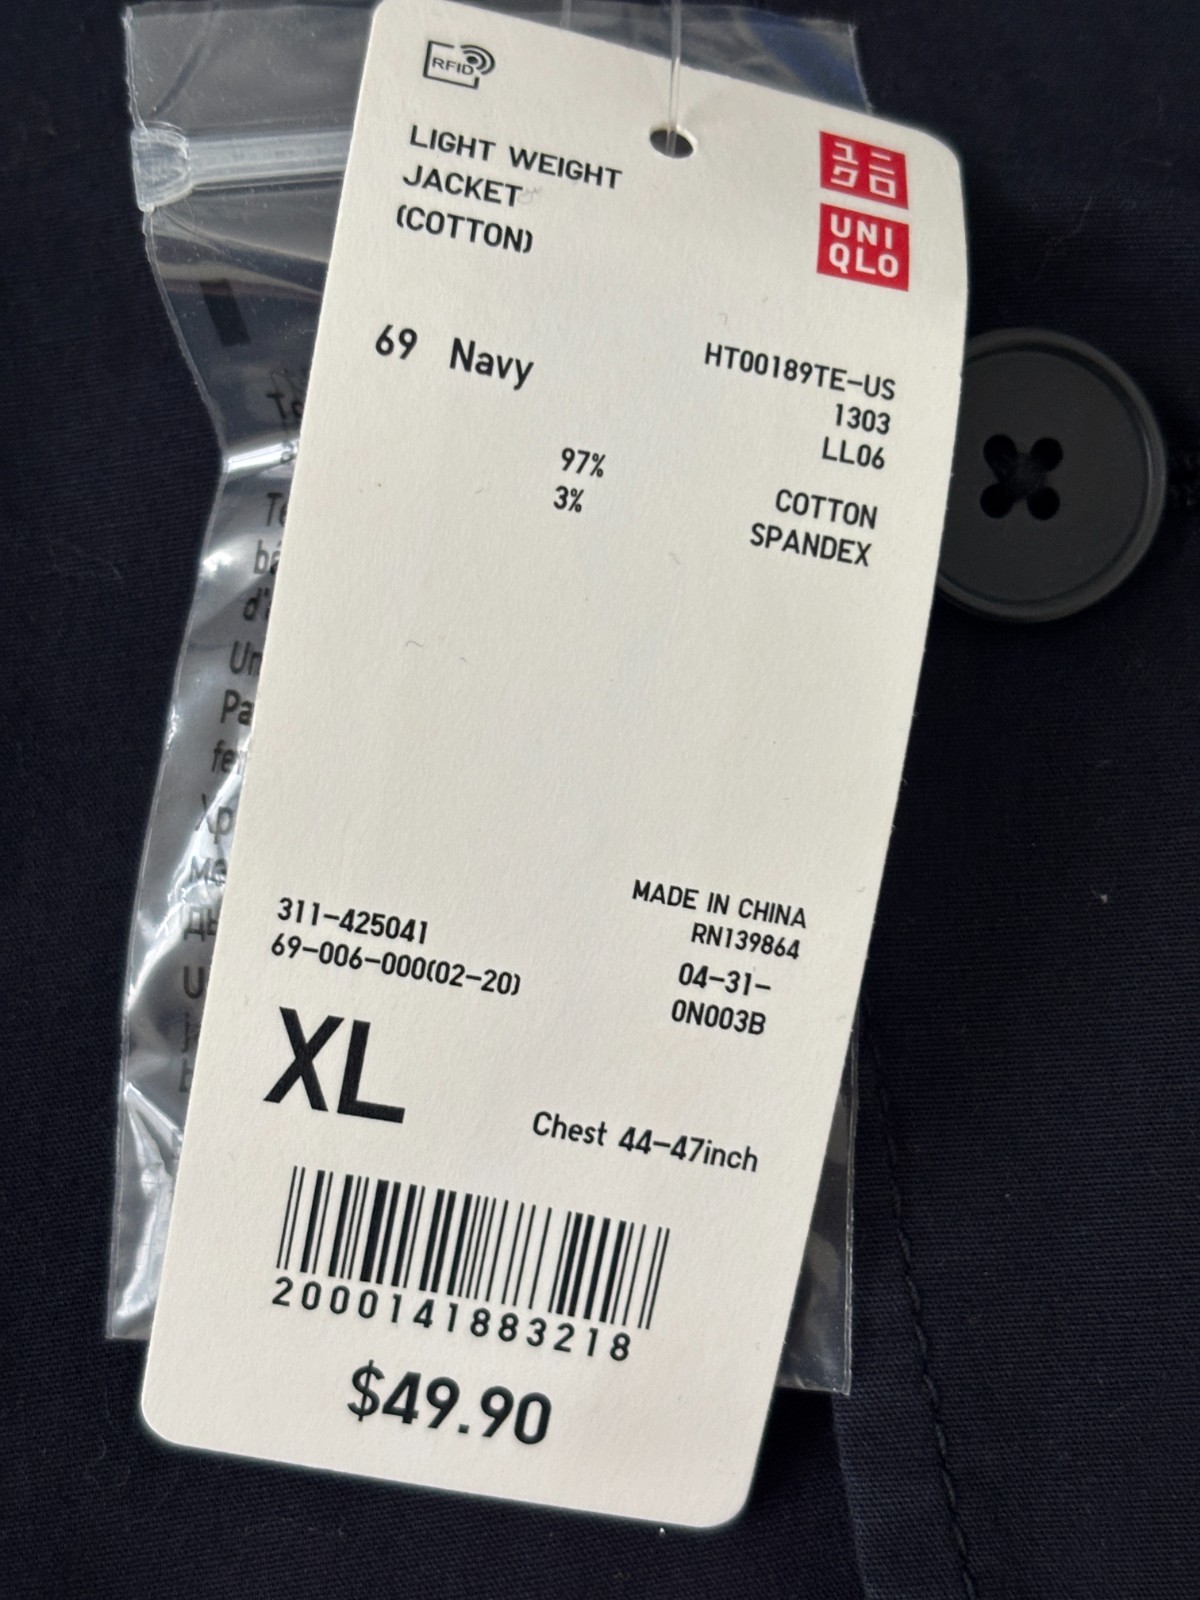 RFID
LIGHT WEIGHT
JACKET
(COTTON)
ユニ
クロ
UNI
QLO
69 Navy
HT00189TE-US
1303
LL06
97% COTTON
3% SPANDEX
311-425041
69-006-000(02-20)
MADE IN CHINA
RN139864
04-31-
0N003B
XL
Chest 44-47inch
2000141883218
$49.90